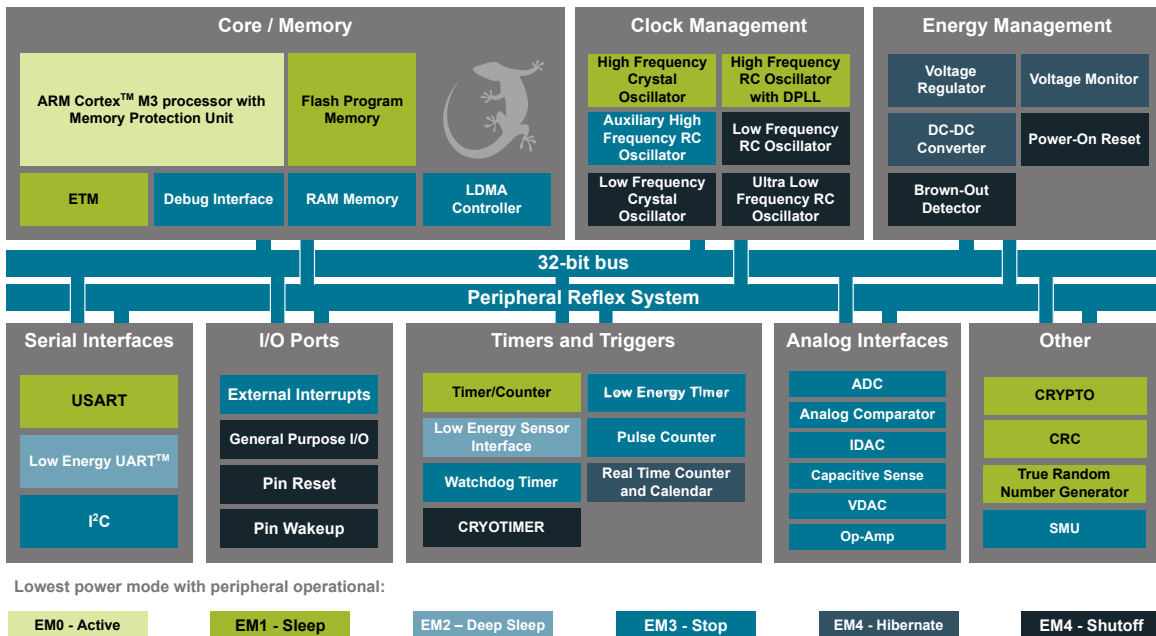 Core / Memory
ARM Cortex™ M3 processor with
Memory Protection Unit
Flash Program
Memory
ETM
Debug Interface
RAM Memory
LDMA
Controller
Clock Management
High Frequency
Crystal
Oscillator
High Frequency
RC Oscillator
with DPLL
Auxiliary High
Frequency RC
Oscillator
Low Frequency
RC Oscillator
Low Frequency
Crystal
Oscillator
Ultra Low
Frequency RC
Oscillator
Energy Management
Voltage
Regulator
Voltage Monitor
DC-DC
Converter
Power-On Reset
Brown-Out
Detector
32-bit bus
Peripheral Reflex System
Serial Interfaces
USART
Low Energy UART™
I²C
I/O Ports
External Interrupts
General Purpose I/O
Pin Reset
Pin Wakeup
Timers and Triggers
Timer/Counter
Low Energy Timer
Low Energy Sensor
Interface
Pulse Counter
Watchdog Timer
Real Time Counter
and Calendar
CRYOTIMER
Analog Interfaces
ADC
Analog Comparator
IDAC
Capacitive Sense
VDAC
Op-Amp
Other
CRYPTO
CRC
True Random
Number Generator
SMU
Lowest power mode with peripheral operational:
EM0 - Active
EM1 - Sleep
EM2 – Deep Sleep
EM3 - Stop
EM4 - Hibernate
EM4 - Shutoff